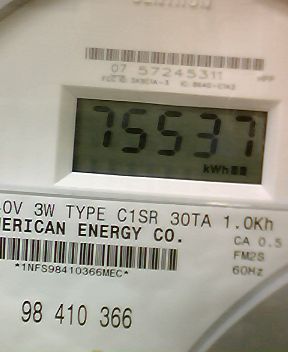 CENTRON
07 57245311
75537
kWh
0V 3W TYPE C1SR 30TA 1.0Kh
ERICAN ENERGY CO.
CA 0.5
FM2S
*1NFS98410366MEC*
60Hz
98 410 366